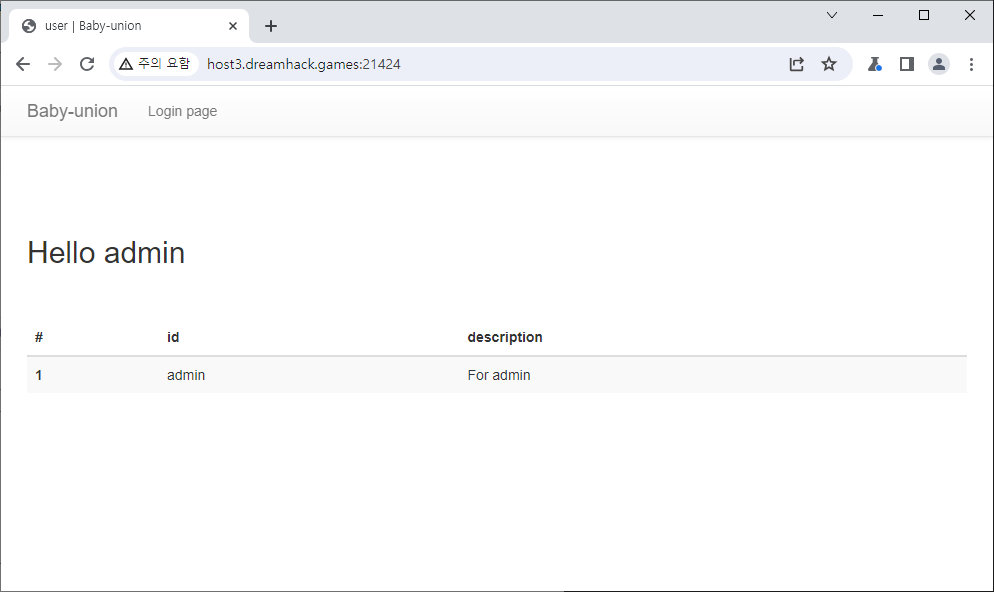 user | Baby-union
주의 요함 host3.dreamhack.games:21424
Baby-union Login page
Hello admin
# id description
1 admin For admin